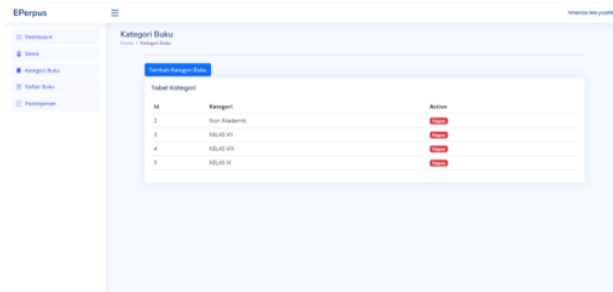 EPerpus
Dashboard
Siswa
Kategori Buku
Daftar Buku
Peminjaman
Kategori Buku
Home / Kategori Buku
Tambah Kategori Buku
Tabel Kategori
Id Kategori Action
2 Non Akademik Hapus
3 KELAS VII Hapus
4 KELAS VIII Hapus
5 KELAS IX Hapus